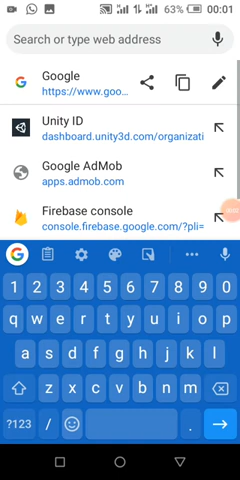 63% 00:01
Search or type web address
Google
https://www.goo...
Unity ID
dashboard.unity3d.com/organizati
Google AdMob
apps.admob.com
Firebase console
console.firebase.google.com/?pli=
G
1 2 3 4 5 6 7 8 9 0
q w e r t y u i o p
a s d f g h j k l
z x c v b n m
?123 / .